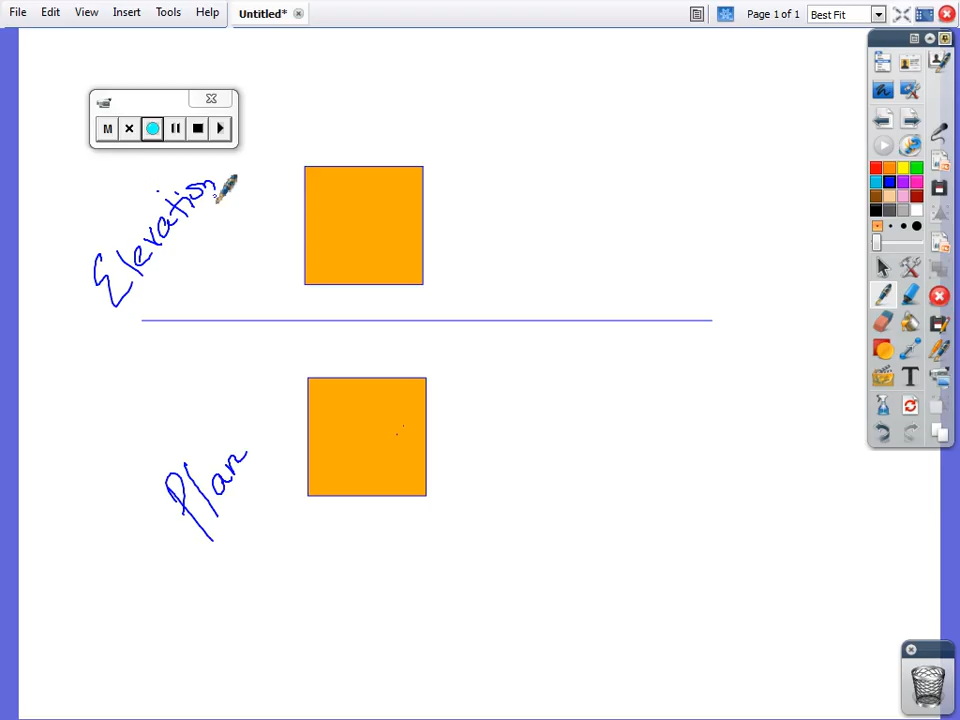 File Edit View Insert Tools Help Untitled* Page 1 of 1 Best Fit
M
Elevation
Plan
T